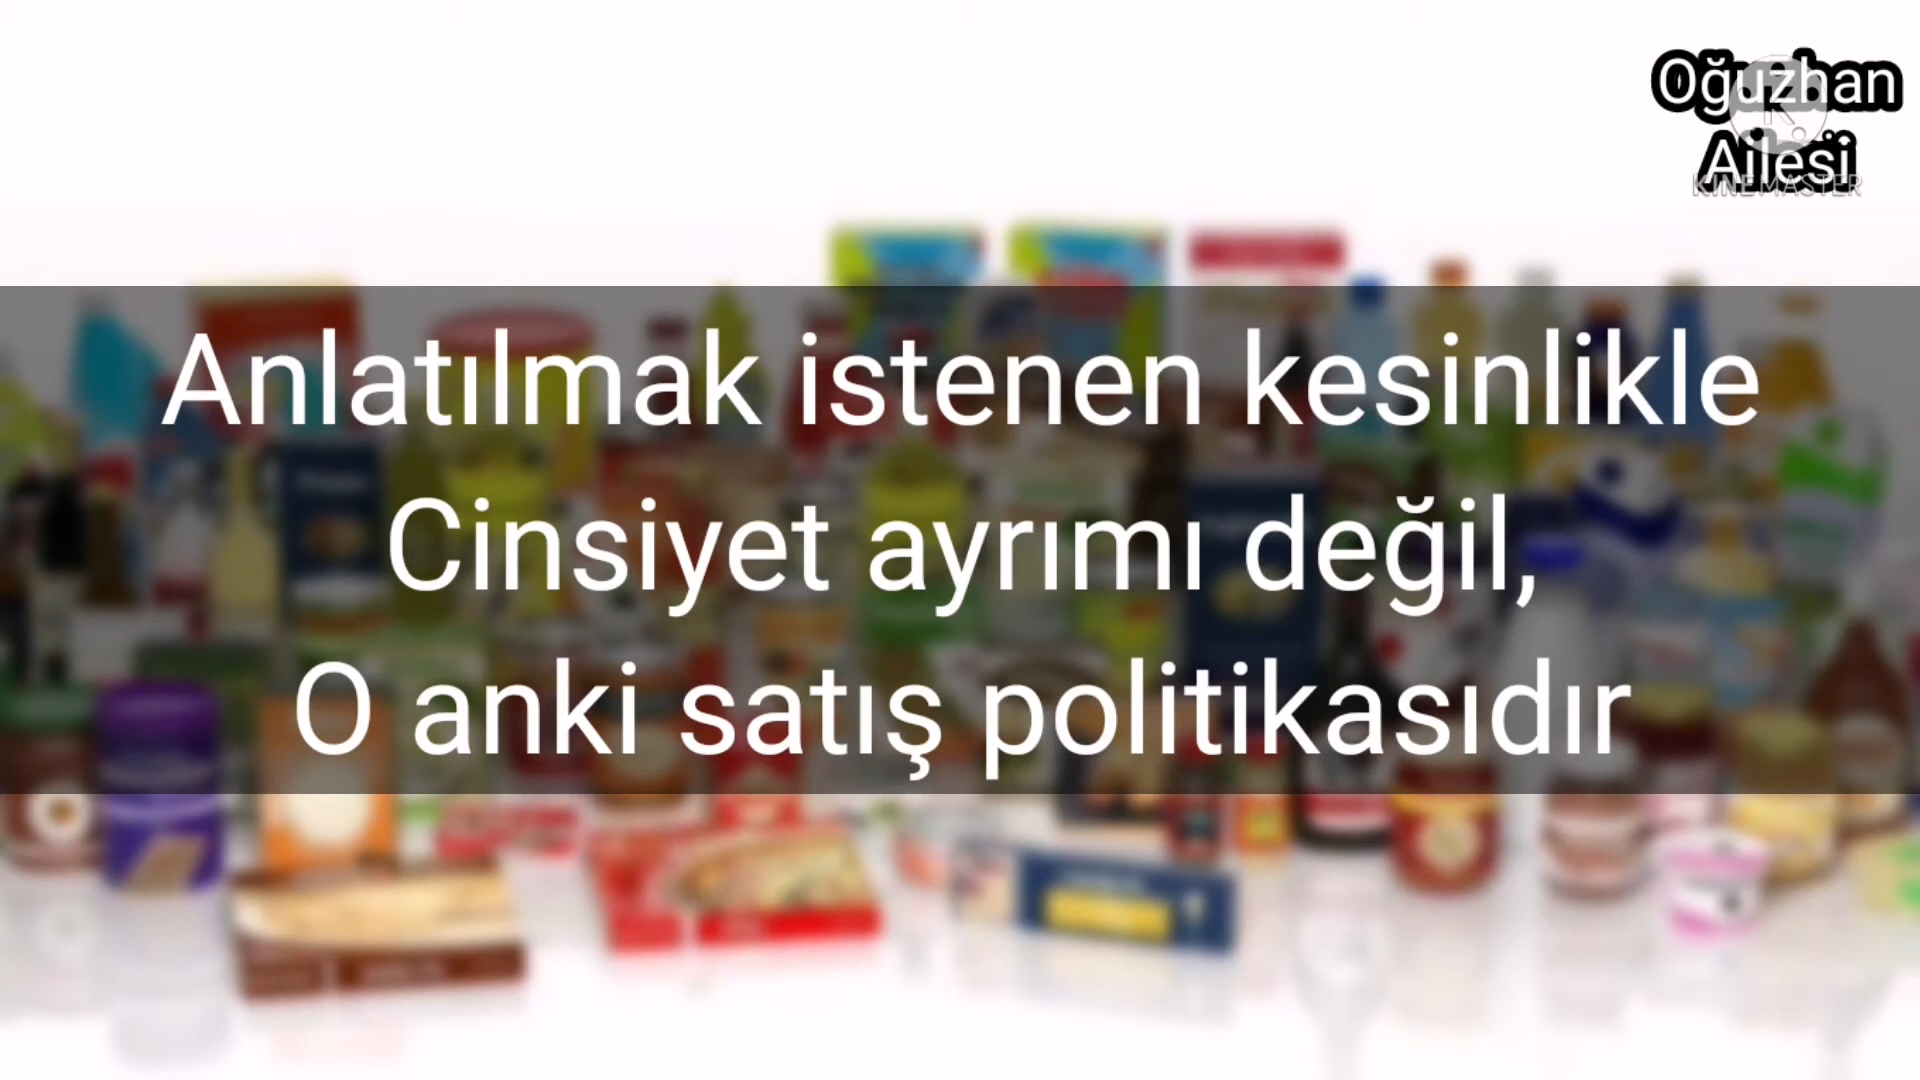 Oğuzhan
Ailesi
KINEMASTER
Anlatılmak istenen kesinlikle
Cinsiyet ayrımı değil,
O anki satış politikasıdır